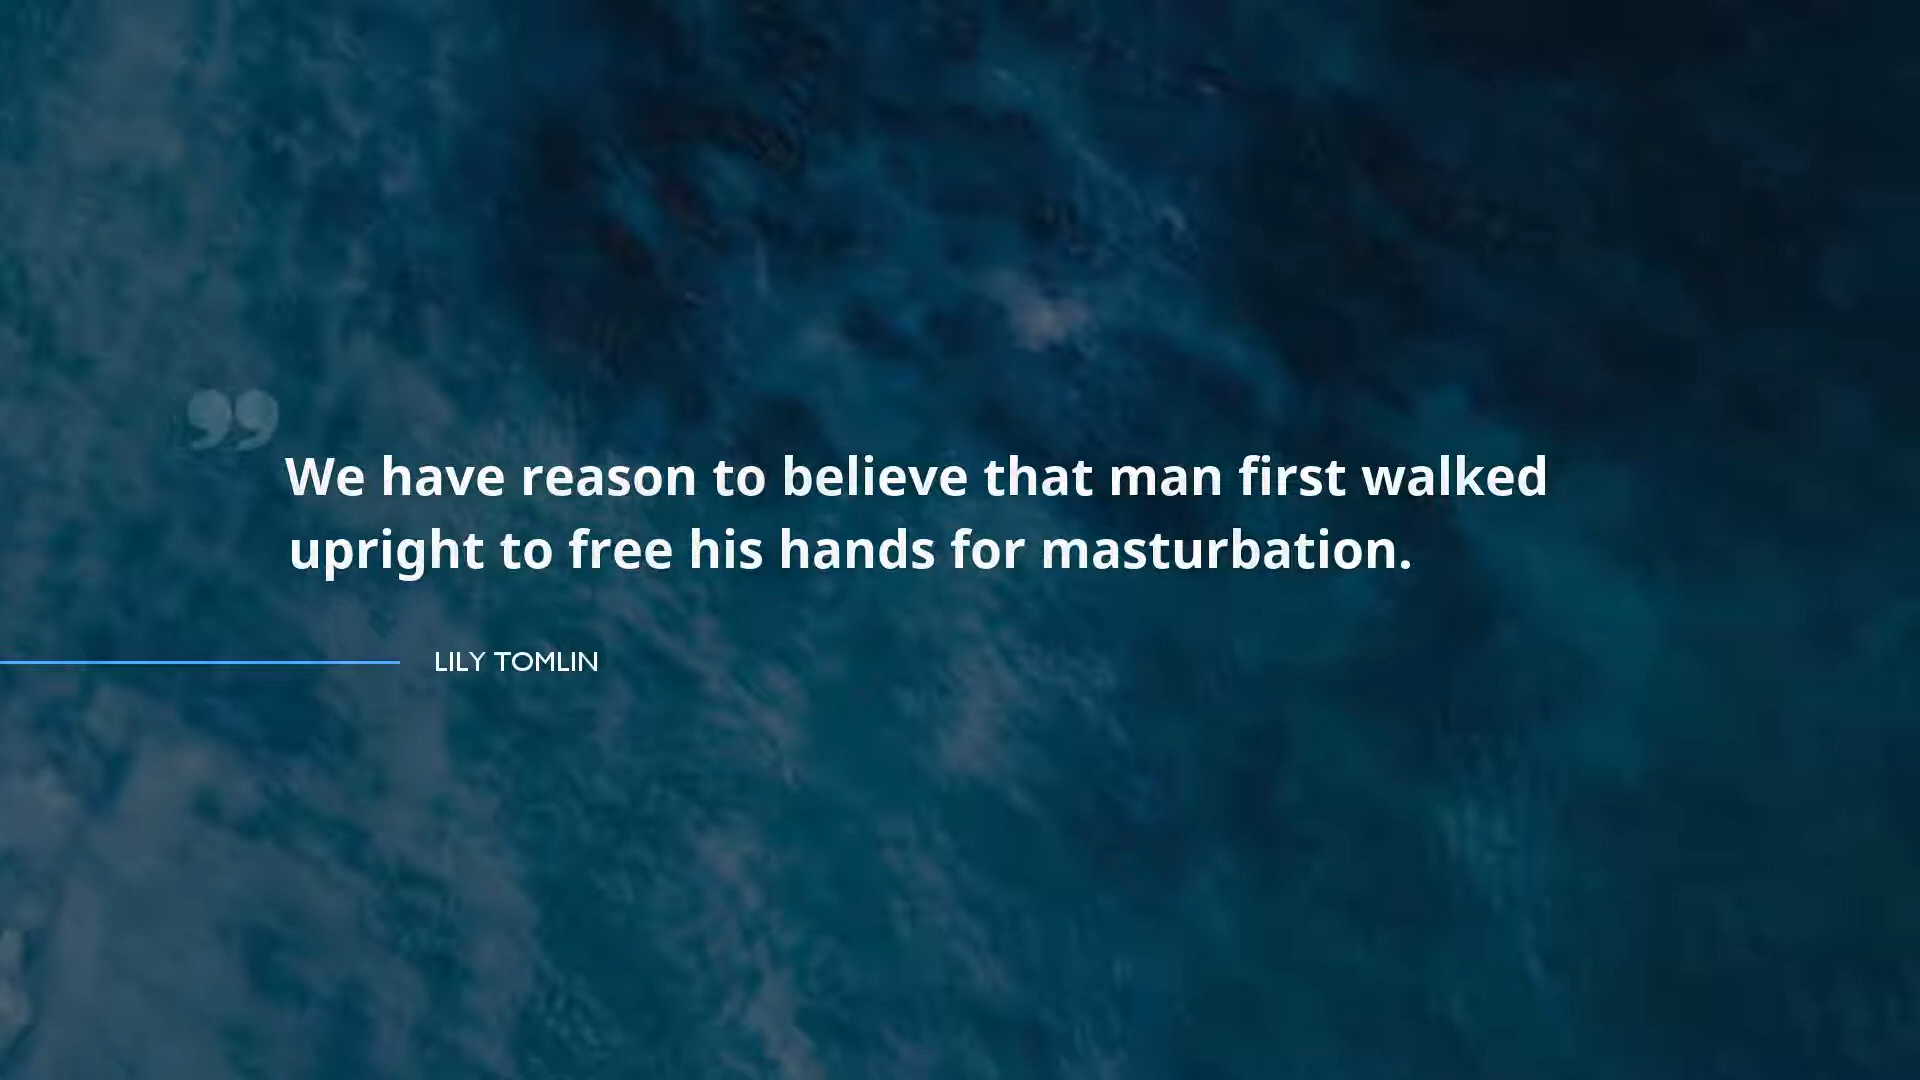 ”
We have reason to believe that man first walked
upright to free his hands for masturbation.
LILY TOMLIN